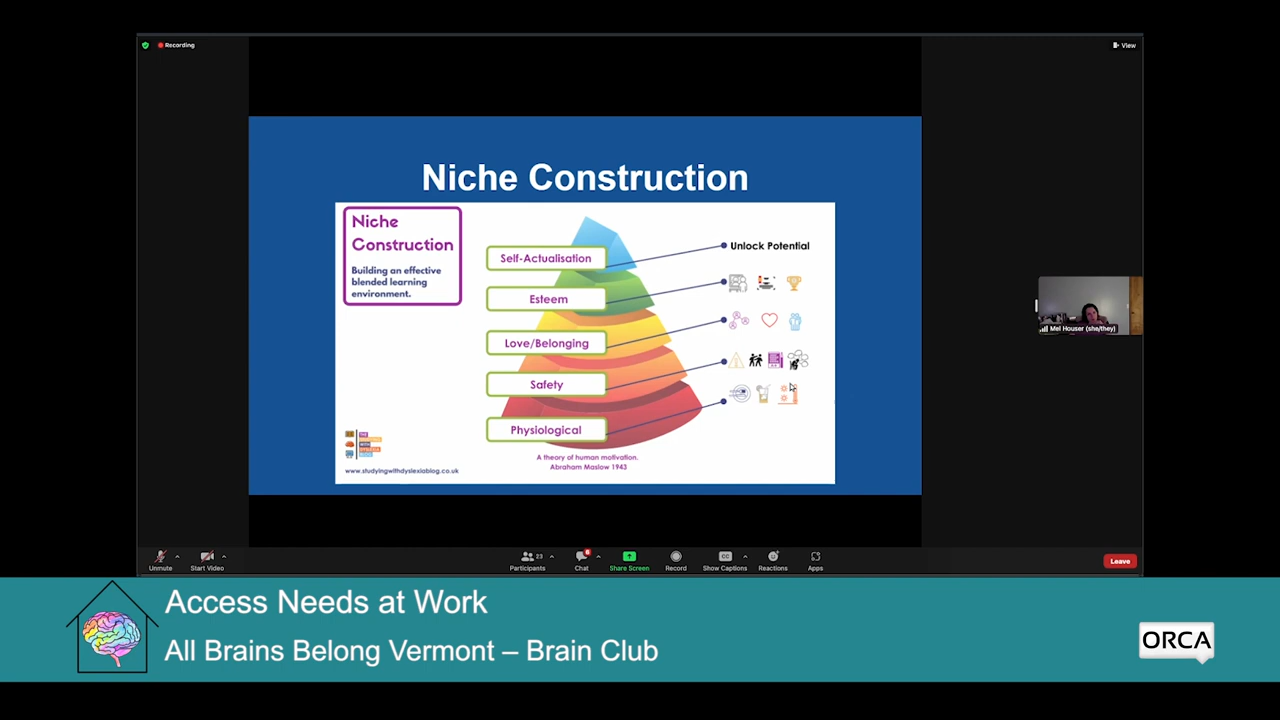 Recording
View
Niche Construction
Niche
Construction
Building an effective
blended learning
environment.
Self-Actualisation
Esteem
Love/Belonging
Safety
Physiological
Unlock Potential
A theory of human motivation.
Abraham Maslow 1943
www.studyingwithdyslexiablog.co.uk
Mel Houser (she/they)
Unmute
Start Video
Participants
23
Chat
Share Screen
Record
CC
Show Captions
Reactions
Apps
Leave
Access Needs at Work
All Brains Belong Vermont – Brain Club
ORCA